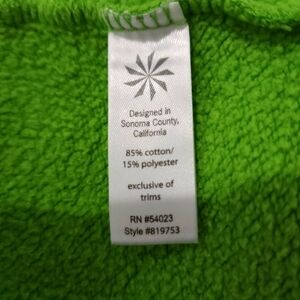 Designed in
Sonoma County,
California
85% cotton/
15% polyester
exclusive of
trims
RN #54023
Style #819753